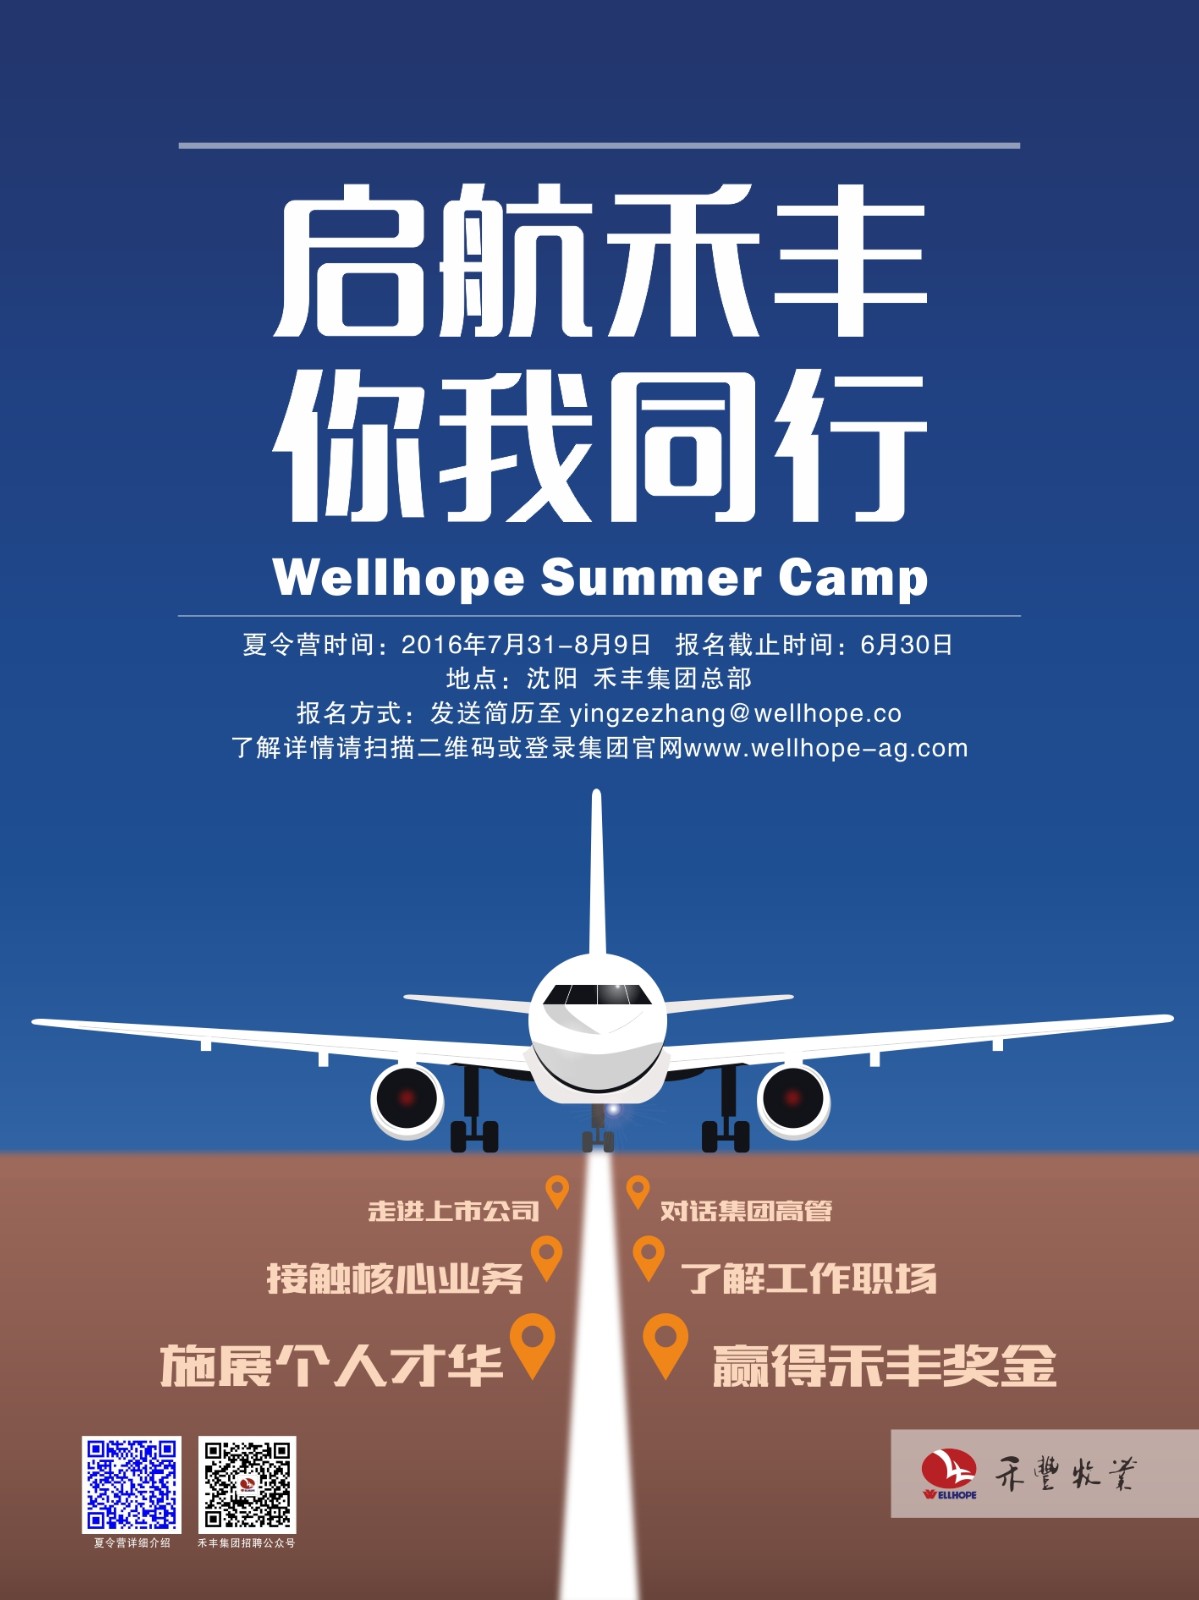 启航禾丰
你我同行
Wellhope Summer Camp
夏令营时间：2016年7月31-8月9日 报名截止时间：6月30日
地点：沈阳 禾丰集团总部
报名方式：发送简历至 yingzezhang@wellhope.co
了解详情请扫描二维码或登录集团官网www.wellhope-ag.com
走进上市公司 对话集团高管
接触核心业务 了解工作职场
施展个人才华 赢得禾丰奖金
WELLHOPE 禾豐牧業
夏令营详细介绍 禾丰集团招聘公众号